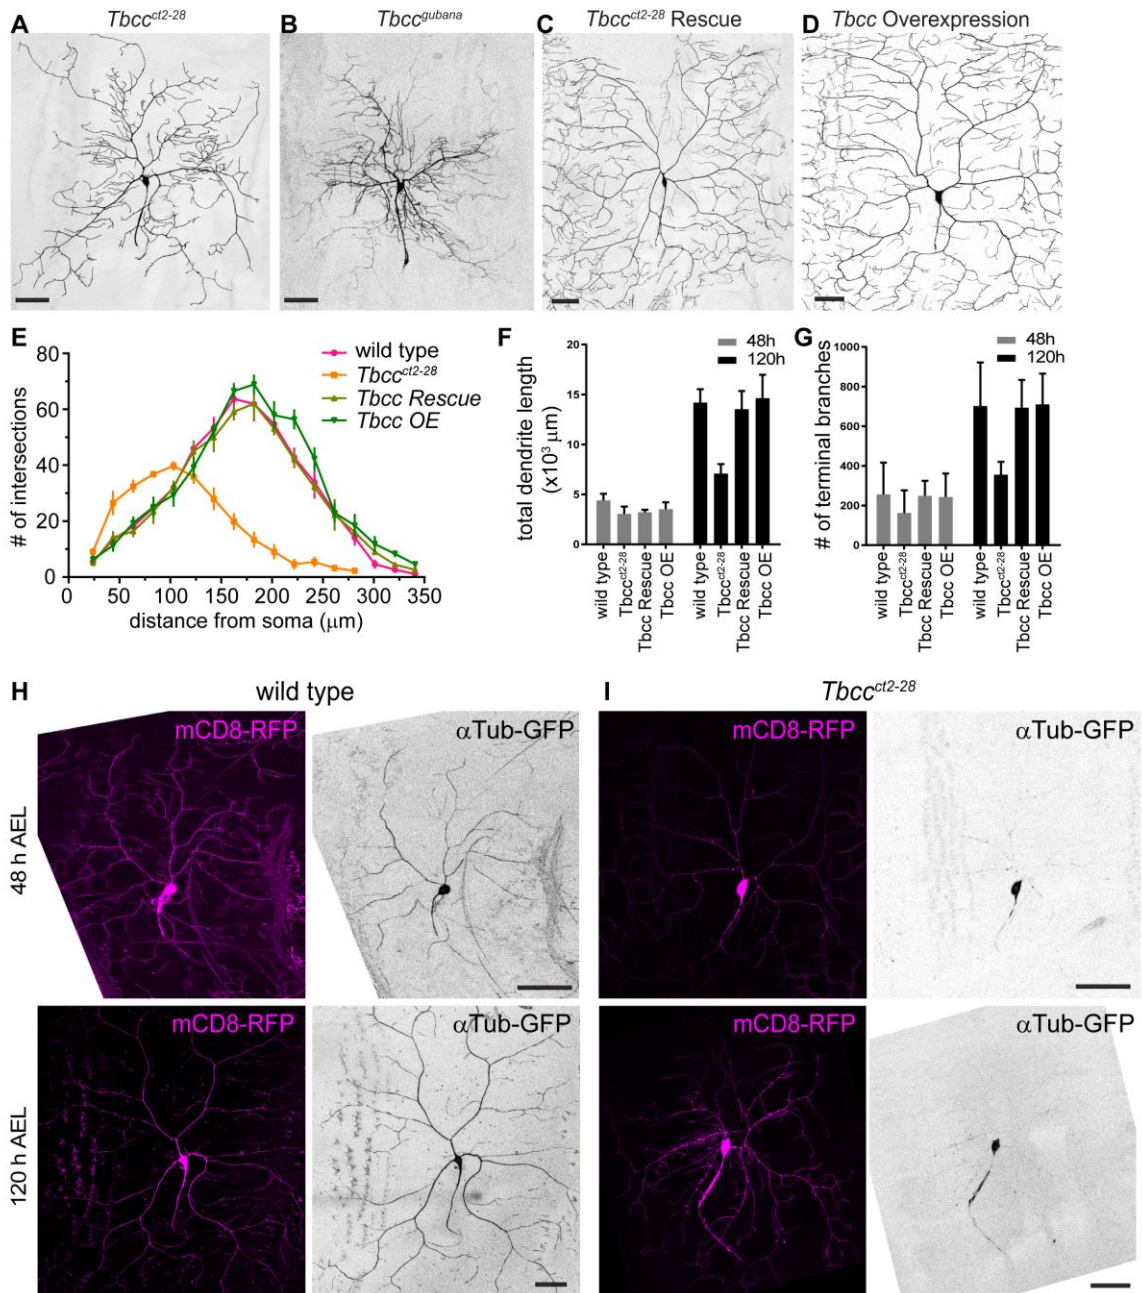 A Tbcc^ct2-28
B Tbcc^gubana
C Tbcc^ct2-28 Rescue
D Tbcc Overexpression
E
80
60
40
20
0
# of intersections
0 50 100 150 200 250 300 350
distance from soma (μm)
wild type
Tbcc^ct2-28
Tbcc Rescue
Tbcc OE
F
48h
120h
20
15
10
5
0
total dendrite length
(x10³ μm)
wild type
Tbcc^ct2-28
Tbcc Rescue
Tbcc OE
wild type
Tbcc^ct2-28
Tbcc Rescue
Tbcc OE
G
48h
120h
1000
800
600
400
200
0
# of terminal branches
wild type
Tbcc^ct2-28
Tbcc Rescue
Tbcc OE
wild type
Tbcc^ct2-28
Tbcc Rescue
Tbcc OE
H wild type
mCD8-RFP
αTub-GFP
48 h AEL
mCD8-RFP
αTub-GFP
120 h AEL
I Tbcc^ct2-28
mCD8-RFP
αTub-GFP
mCD8-RFP
αTub-GFP